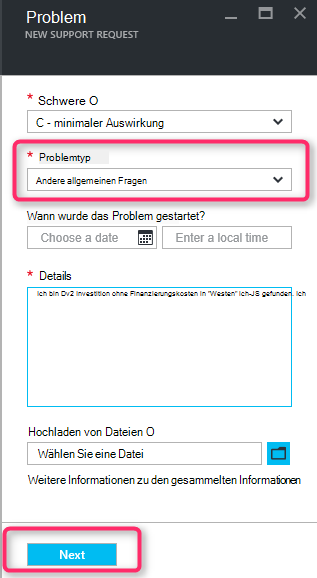 Problem
NEW SUPPORT REQUEST
* Schwere O
C - minimaler Auswirkung
* Problemtyp
Andere allgemeinen Fragen
Wann wurde das Problem gestartet?
Choose a date Enter a local time
* Details
Ich bin Dv2 Investition ohne Finanzierungskosten in "Westen" Ich-JS gefunden. Ich
Hochladen von Dateien O
Wählen Sie eine Datei
Weitere Informationen zu den gesammelten Informationen
Next